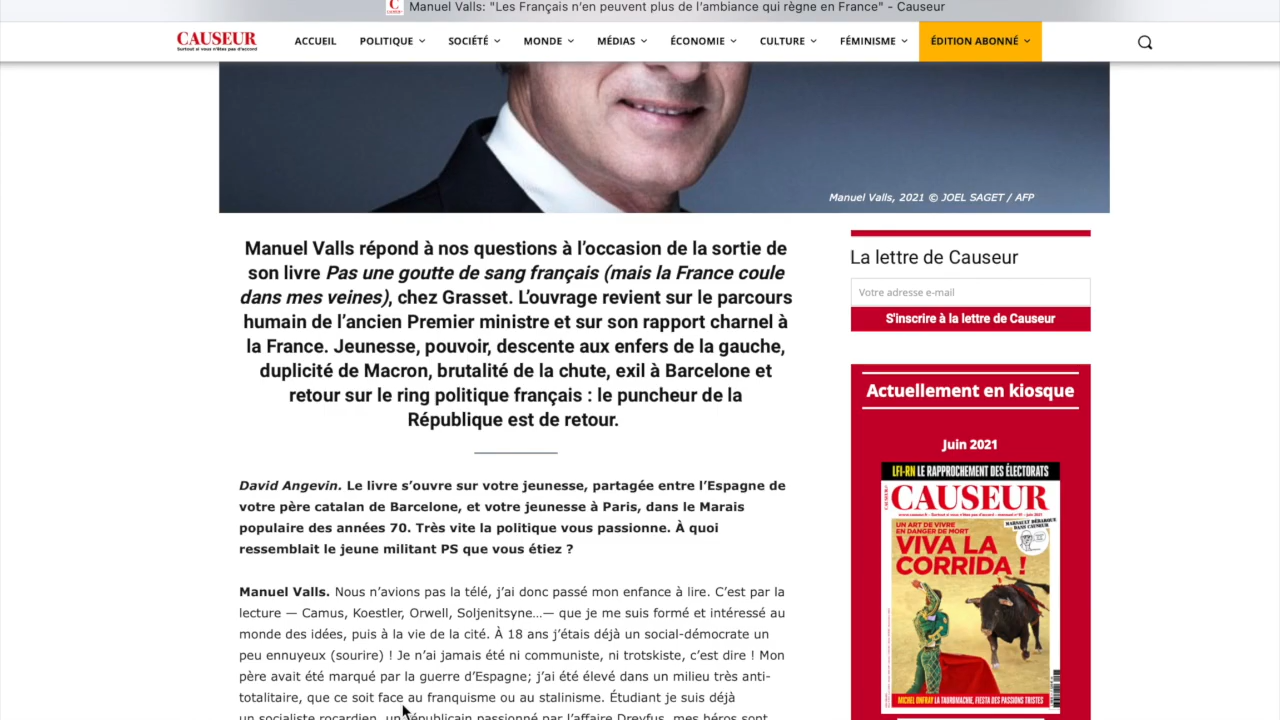 Manuel Valls: "Les Français n’en peuvent plus de l’ambiance qui règne en France" - Causeur
CAUSEUR
Surtout si vous n'êtes pas d'accord
ACCUEIL POLITIQUE SOCIÉTÉ MONDE MÉDIAS ÉCONOMIE CULTURE FÉMINISME ÉDITION ABONNÉ
Manuel Valls, 2021 © JOEL SAGET / AFP
Manuel Valls répond à nos questions à l’occasion de la sortie de
son livre Pas une goutte de sang français (mais la France coule
dans mes veines), chez Grasset. L’ouvrage revient sur le parcours
humain de l’ancien Premier ministre et sur son rapport charnel à
la France. Jeunesse, pouvoir, descente aux enfers de la gauche,
duplicité de Macron, brutalité de la chute, exil à Barcelone et
retour sur le ring politique français : le puncheur de la
République est de retour.
David Angevin. Le livre s’ouvre sur votre jeunesse, partagée entre l’Espagne de
votre père catalan de Barcelone, et votre jeunesse à Paris, dans le Marais
populaire des années 70. Très vite la politique vous passionne. À quoi
ressemblait le jeune militant PS que vous étiez ?
Manuel Valls. Nous n’avions pas la télé, j’ai donc passé mon enfance à lire. C’est par la
lecture — Camus, Koestler, Orwell, Soljenitsyne…— que je me suis formé et intéressé au
monde des idées, puis à la vie de la cité. À 18 ans j’étais déjà un social-démocrate un
peu ennuyeux (sourire) ! Je n’ai jamais été ni communiste, ni trotskiste, c’est dire ! Mon
père avait été marqué par la guerre d’Espagne; j’ai été élevé dans un milieu très anti-
totalitaire, que ce soit face au franquisme ou au stalinisme. Étudiant je suis déjà
un socialiste rocardien, un républicain passionné par l’affaire Dreyfus, mes héros sont
La lettre de Causeur
Votre adresse e-mail
S'inscrire à la lettre de Causeur
Actuellement en kiosque
Juin 2021
LFI-RN LE RAPPROCHEMENT DES ÉLECTORATS
CAUSEUR
UN ART DE VIVRE
EN DANGER DE MORT
MARSAULT DÉBARQUE
DANS CAUSEUR
VIVA LA
CORRIDA !
MICHEL ONFRAY LA TAUROMACHIE, FIESTA DES PASSIONS TRISTES